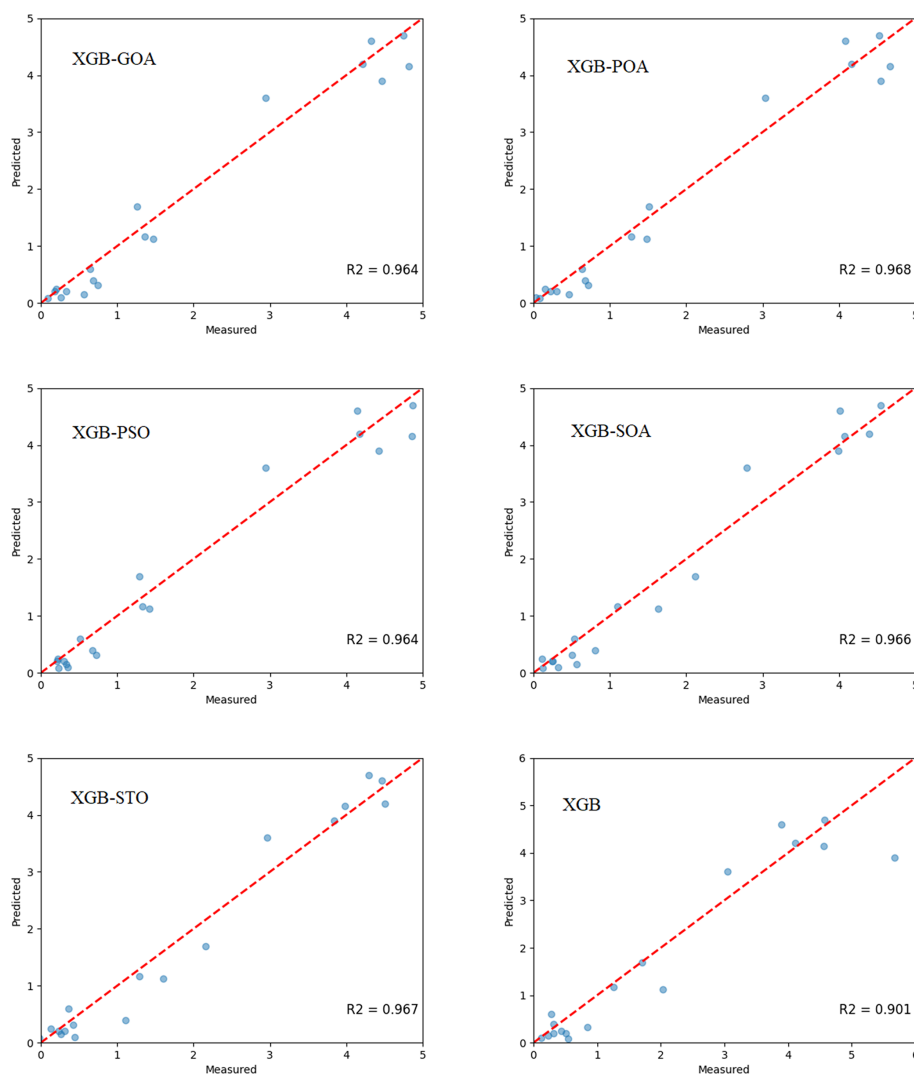 5
4
3
2
1
0
Predicted
XGB-GOA
R2 = 0.964
0 1 2 3 4 5
Measured
5
4
3
2
1
0
Predicted
XGB-POA
R2 = 0.968
0 1 2 3 4 5
Measured
5
4
3
2
1
0
Predicted
XGB-PSO
R2 = 0.964
0 1 2 3 4 5
Measured
5
4
3
2
1
0
Predicted
XGB-SOA
R2 = 0.966
0 1 2 3 4 5
Measured
5
4
3
2
1
0
Predicted
XGB-STO
R2 = 0.967
0 1 2 3 4 5
Measured
6
5
4
3
2
1
0
Predicted
XGB
R2 = 0.901
0 1 2 3 4 5 6
Measured